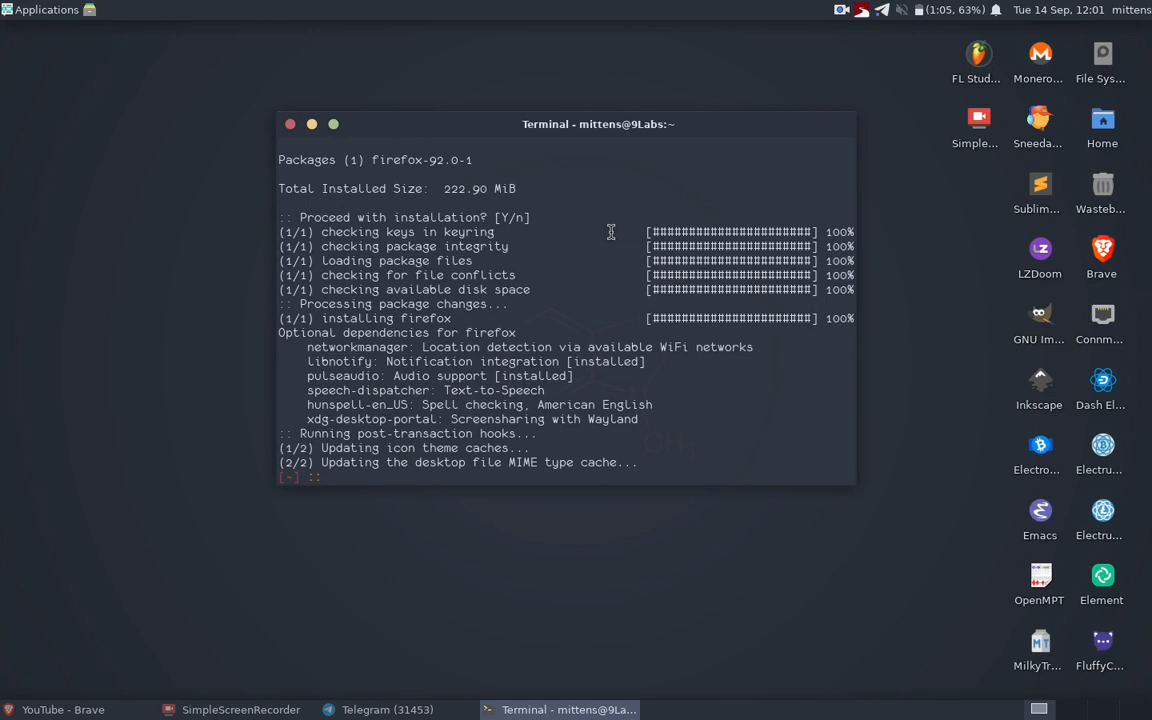 Applications
(1:05, 63%)
Tue 14 Sep, 12:01
mittens
FL Stud...
Monero...
File Sys...
Simple...
Sneeda...
Home
Sublim...
Wasteb...
LZDoom
Brave
GNU Im...
Connm...
Inkscape
Dash El...
Electro...
Electru...
Emacs
Electru...
OpenMPT
Element
MilkyTr...
FluffyC...
Terminal - mittens@9Labs:~
Packages (1) firefox-92.0-1
Total Installed Size:  222.90 MiB
:: Proceed with installation? [Y/n]
(1/1) checking keys in keyring [######################] 100%
(1/1) checking package integrity [######################] 100%
(1/1) loading package files [######################] 100%
(1/1) checking for file conflicts [######################] 100%
(1/1) checking available disk space [######################] 100%
:: Processing package changes...
(1/1) installing firefox [######################] 100%
Optional dependencies for firefox
networkmanager: Location detection via available WiFi networks
libnotify: Notification integration [installed]
pulseaudio: Audio support [installed]
speech-dispatcher: Text-to-Speech
hunspell-en_US: Spell checking, American English
xdg-desktop-portal: Screensharing with Wayland
:: Running post-transaction hooks...
(1/2) Updating icon theme caches...
(2/2) Updating the desktop file MIME type cache...
[~] ::
YouTube - Brave
SimpleScreenRecorder
Telegram (31453)
Terminal - mittens@9La...